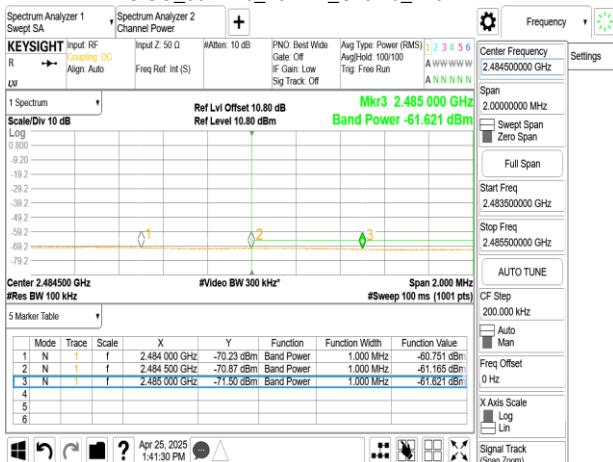 Spectrum Analyzer 1
Swept SA
Spectrum Analyzer 2
Channel Power
+
Frequency
KEYSIGHT
R
LXI
Input: RF
Coupling: DC
Align: Auto
Input Z: 50 Ω
Freq Ref: Int (S)
#Atten: 10 dB
PNO: Best Wide
Gate: Off
IF Gain: Low
Sig Track: Off
Avg Type: Power (RMS)
Avg|Hold: 100/100
Trig: Free Run
1 2 3 4 5 6
A W W W W W
A N N N N N
Center Frequency
2.484500000 GHz
Settings
Span
2.00000000 MHz
Swept Span
Zero Span
Full Span
Start Freq
2.483500000 GHz
Stop Freq
2.485500000 GHz
AUTO TUNE
CF Step
200.000 kHz
Auto
Man
Freq Offset
0 Hz
X Axis Scale
Log
Lin
Signal Track
(Span Zoom)
1 Spectrum
Scale/Div 10 dB
Ref Lvl Offset 10.80 dB
Ref Level 10.80 dBm
Mkr3 2.485 000 GHz
Band Power -61.621 dBm
Log
0.800
-9.20
-19.2
-29.2
-39.2
-49.2
-59.2
-69.2
-79.2
1
2
3
Center 2.484500 GHz
#Res BW 100 kHz
#Video BW 300 kHz*
Span 2.000 MHz
#Sweep 100 ms (1001 pts)
5 Marker Table
Mode Trace Scale X Y Function Function Width Function Value
1 N 1 f 2.484 000 GHz -70.23 dBm Band Power 1.000 MHz -60.751 dBm
2 N 1 f 2.484 500 GHz -70.87 dBm Band Power 1.000 MHz -61.165 dBm
3 N 1 f 2.485 000 GHz -71.50 dBm Band Power 1.000 MHz -61.621 dBm
4
5
6
?
Apr 25, 2025
1:41:30 PM